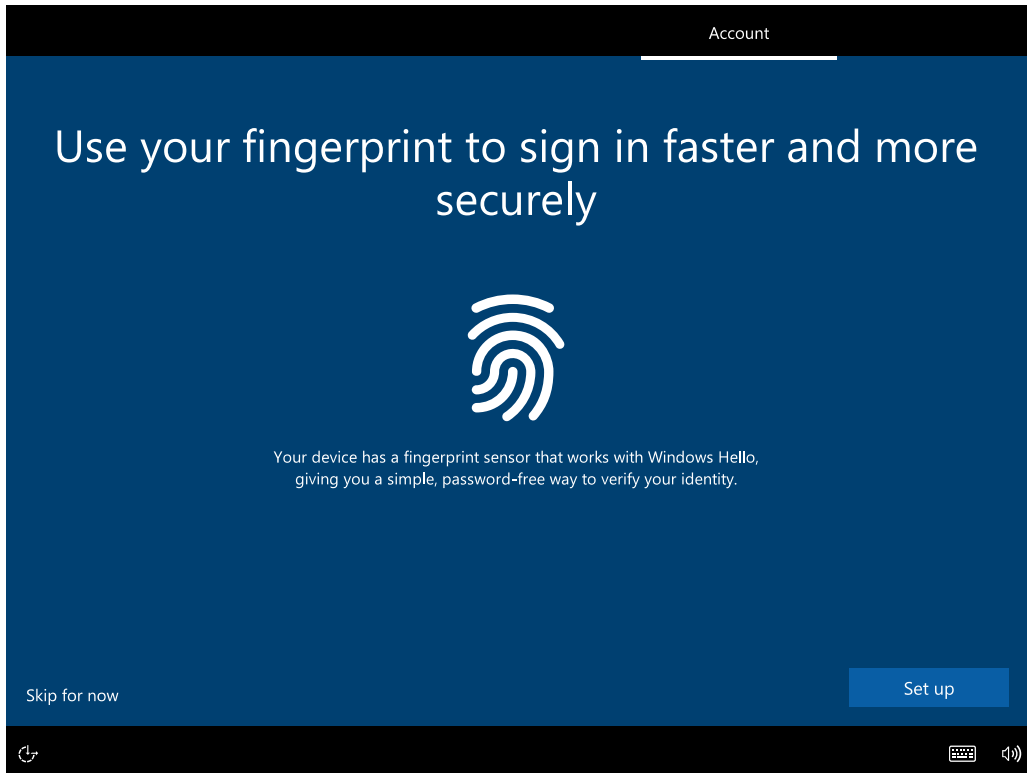 Account
Use your fingerprint to sign in faster and more
securely
Your device has a fingerprint sensor that works with Windows Hello,
giving you a simple, password-free way to verify your identity.
Skip for now
Set up